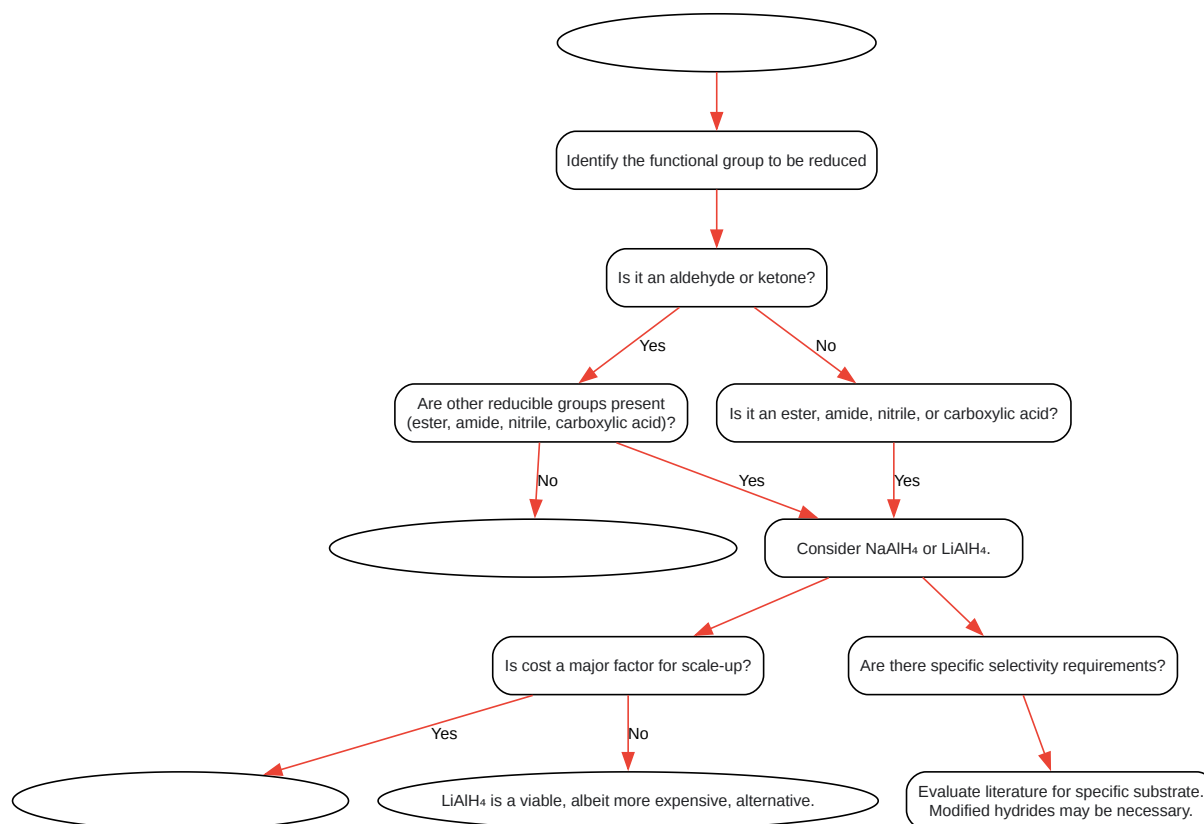 Identify the functional group to be reduced
Is it an aldehyde or ketone?
Yes
No
Are other reducible groups present
(ester, amide, nitrile, carboxylic acid)?
Is it an ester, amide, nitrile, or carboxylic acid?
No
Yes
Yes
Consider NaAlH₄ or LiAlH₄.
Is cost a major factor for scale-up?
Are there specific selectivity requirements?
Yes
No
LiAlH₄ is a viable, albeit more expensive, alternative.
Evaluate literature for specific substrate.
Modified hydrides may be necessary.